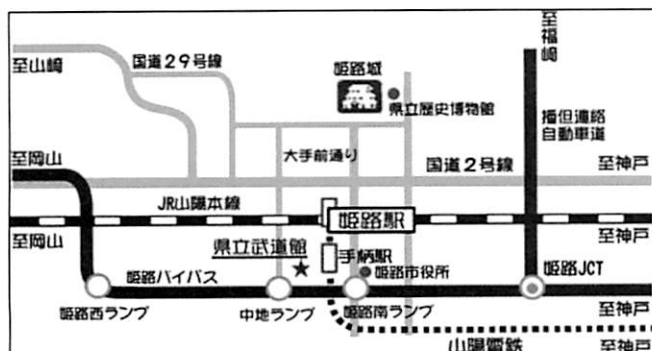 至福崎
国道29号線
至山崎
姫路城
県立歴史博物館
播但連絡
自動車道
大手前通り
至岡山
国道2号線
至神戸
JR山陽本線
姫路駅
至岡山
至神戸
県立武道館
手柄駅
姫路バイパス
姫路市役所
姫路JCT
姫路西ランプ
中地ランプ
姫路南ランプ
至神戸
山陽電鉄
至神戸